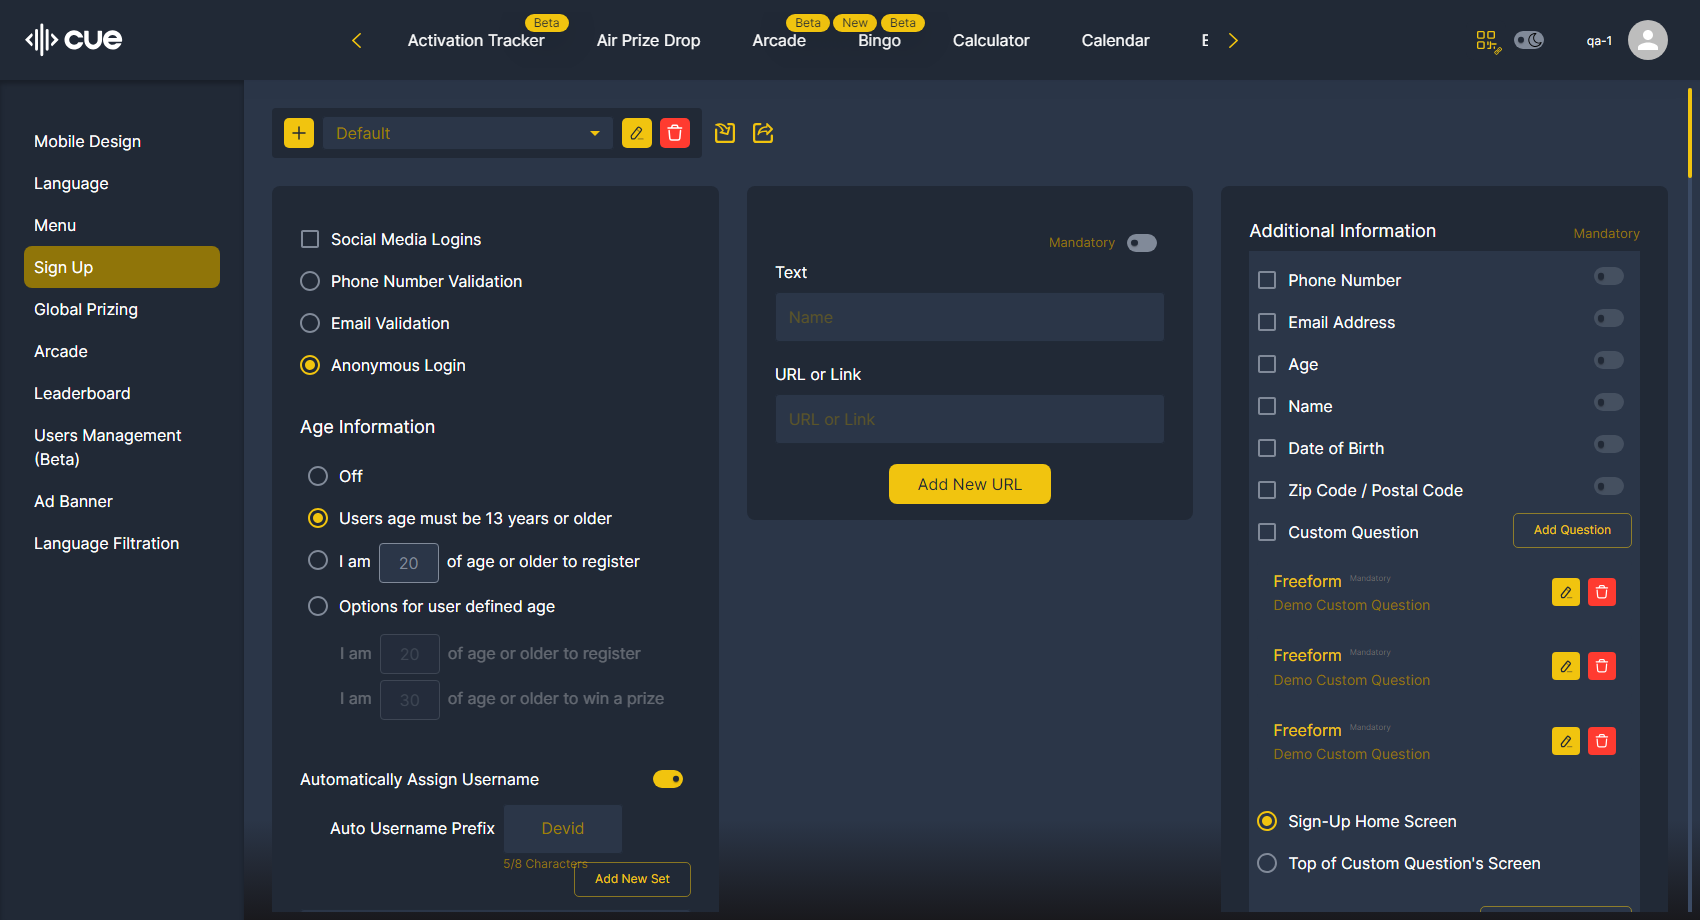 cue
Activation Tracker
Beta
Air Prize Drop
Arcade
Beta
New
Bingo
Beta
Calculator
Calendar
qa-1
Mobile Design
Language
Menu
Sign Up
Global Prizing
Arcade
Leaderboard
Users Management
(Beta)
Ad Banner
Language Filtration
Default
Social Media Logins
Phone Number Validation
Email Validation
Anonymous Login
Age Information
Off
Users age must be 13 years or older
I am 20 of age or older to register
Options for user defined age
I am 20 of age or older to register
I am 30 of age or older to win a prize
Automatically Assign Username
Auto Username Prefix Devid
5/8 Characters
Add New Set
Mandatory
Text
Name
URL or Link
URL or Link
Add New URL
Additional Information Mandatory
Phone Number
Email Address
Age
Name
Date of Birth
Zip Code / Postal Code
Custom Question Add Question
Freeform Mandatory
Demo Custom Question
Freeform Mandatory
Demo Custom Question
Freeform Mandatory
Demo Custom Question
Sign-Up Home Screen
Top of Custom Question's Screen